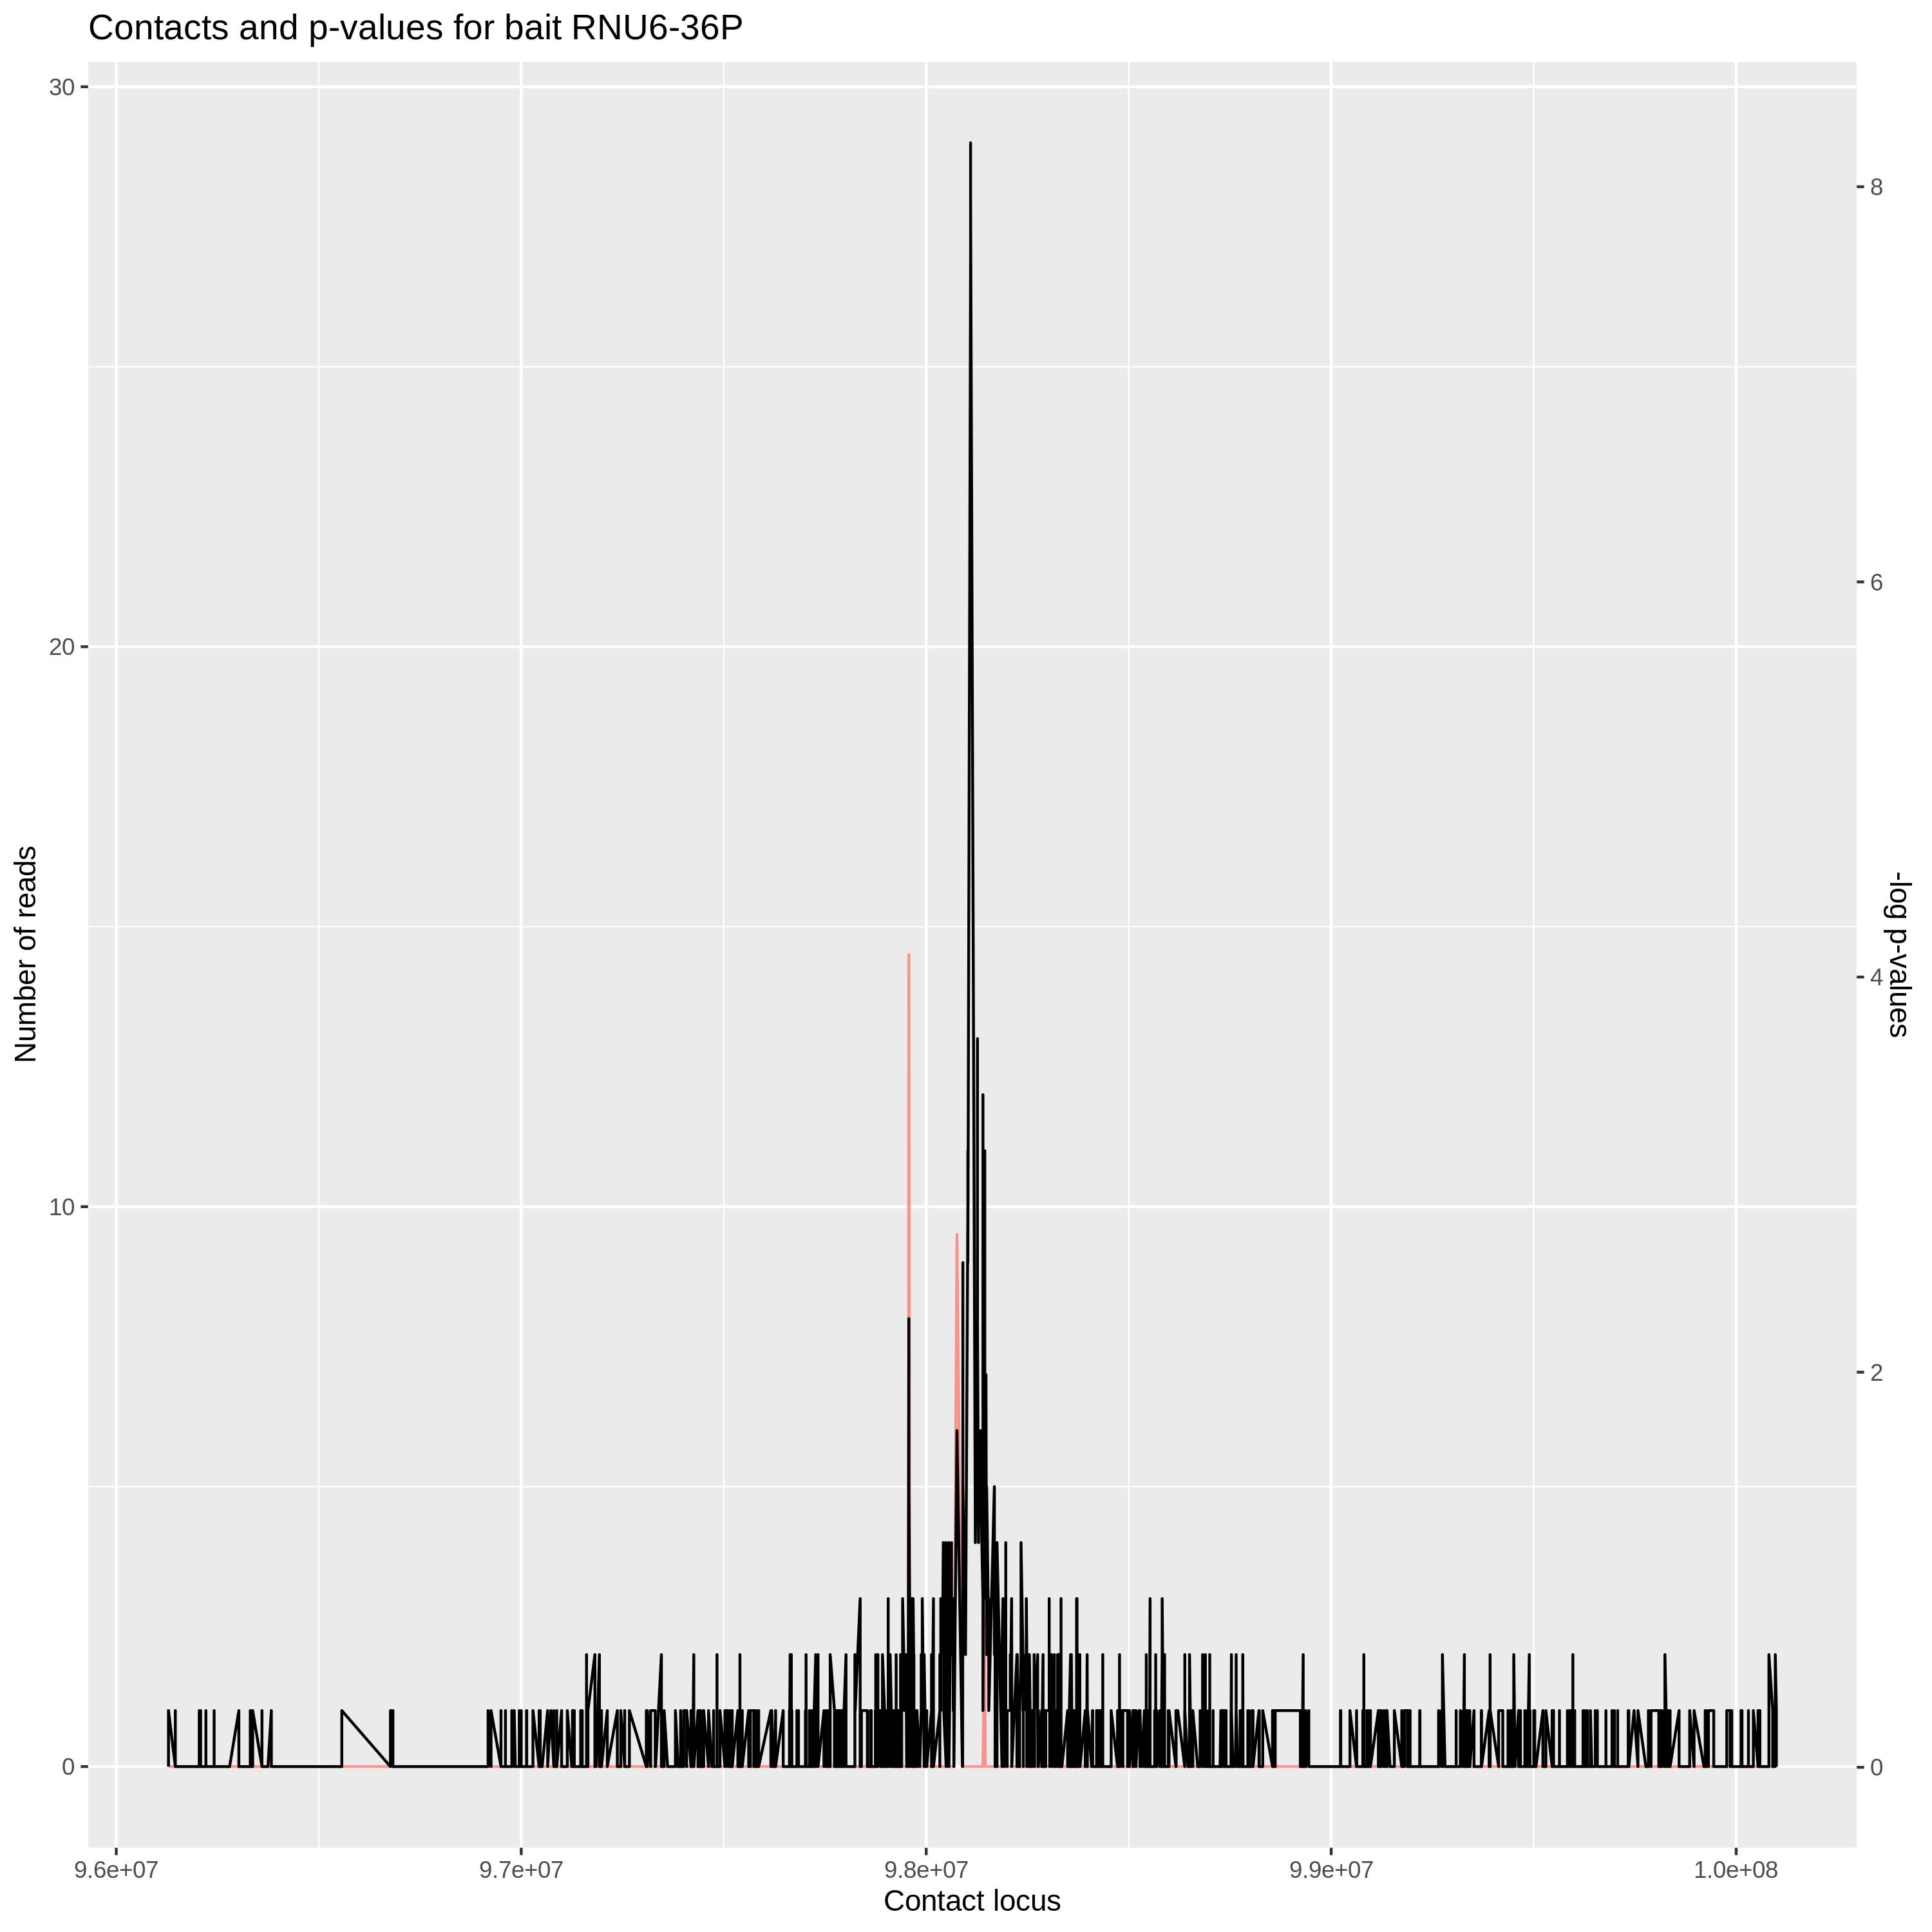 Contacts and p-values for bait RNU6-36P
30
20
10
0
Number of reads
8
6
4
2
0
-log p-values
9.6e+07
9.7e+07
9.8e+07
9.9e+07
1.0e+08
Contact locus